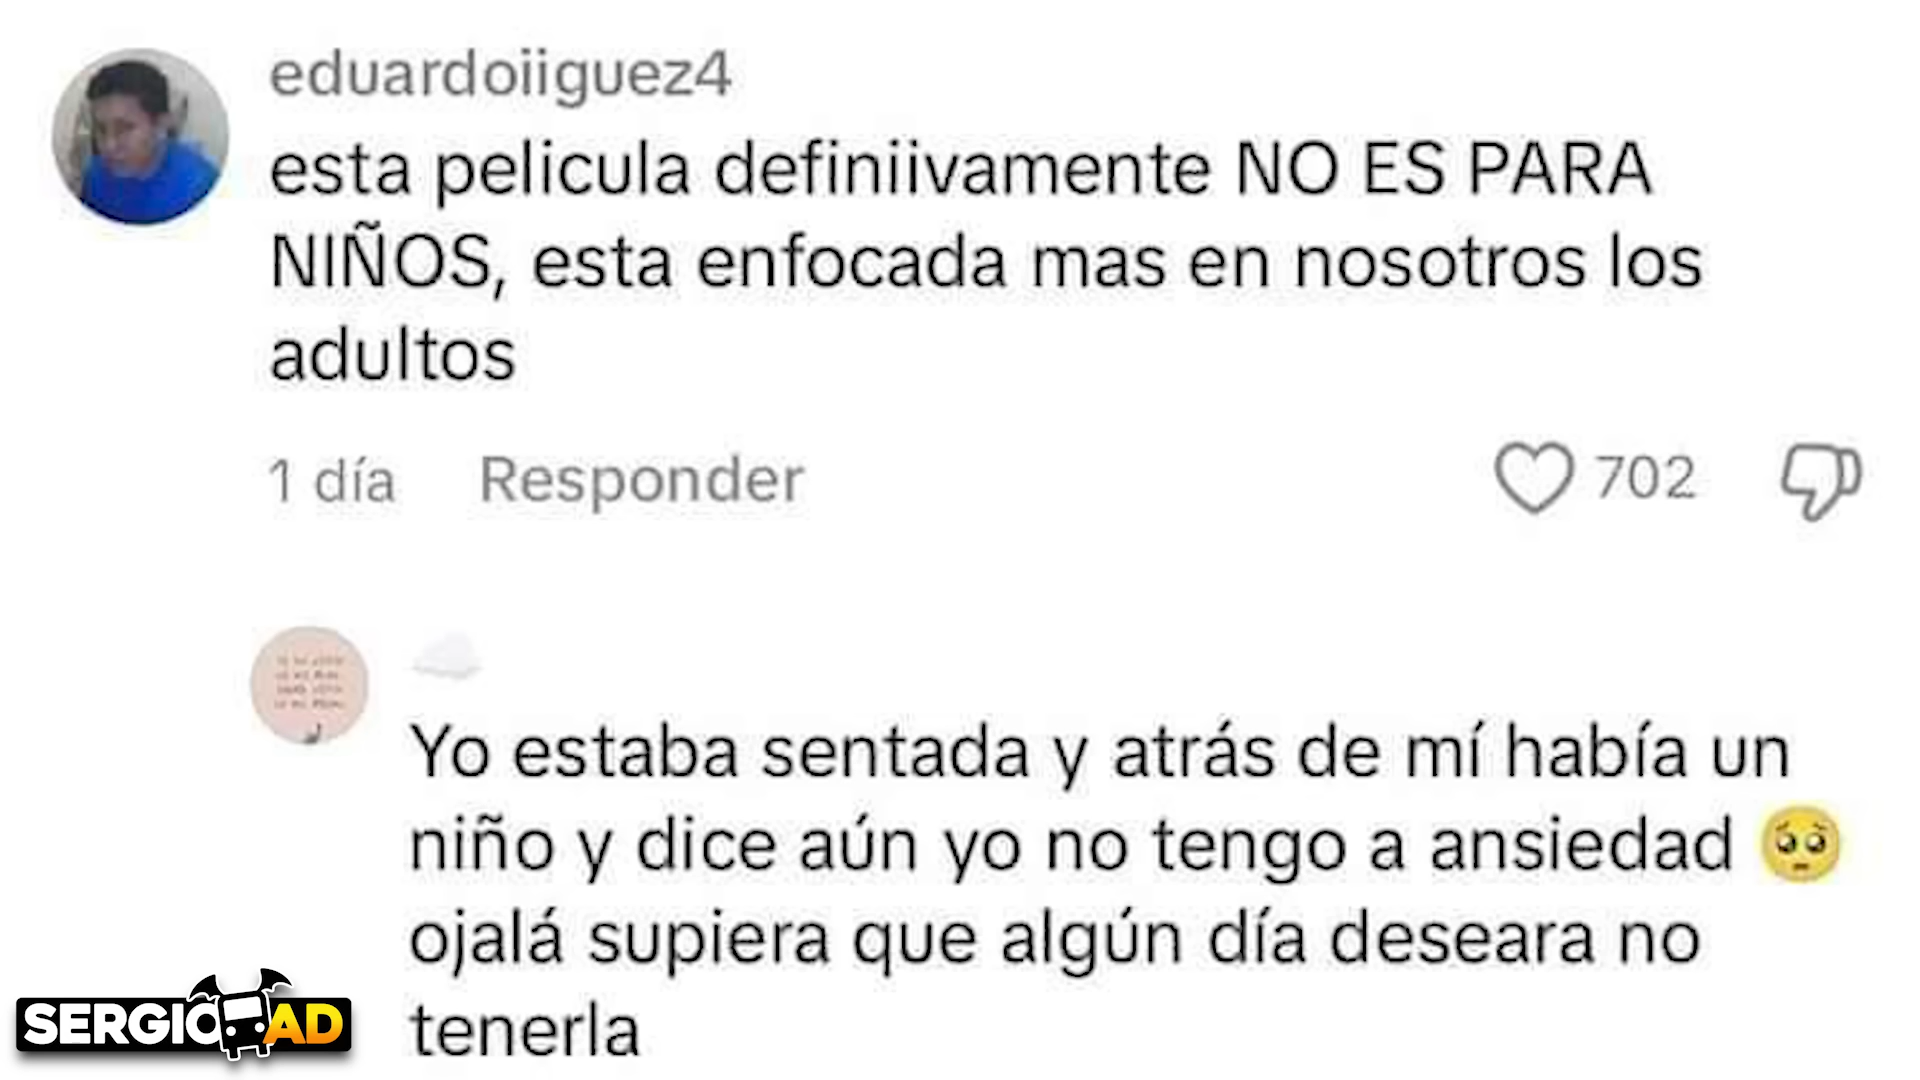 eduardoiiguez4
esta pelicula definiivamente NO ES PARA
NIÑOS, esta enfocada mas en nosotros los
adultos
1 día Responder 702
Yo estaba sentada y atrás de mí había un
niño y dice aún yo no tengo a ansiedad 🥺
ojalá supiera que algún día deseara no
tenerla
SERGIO AD